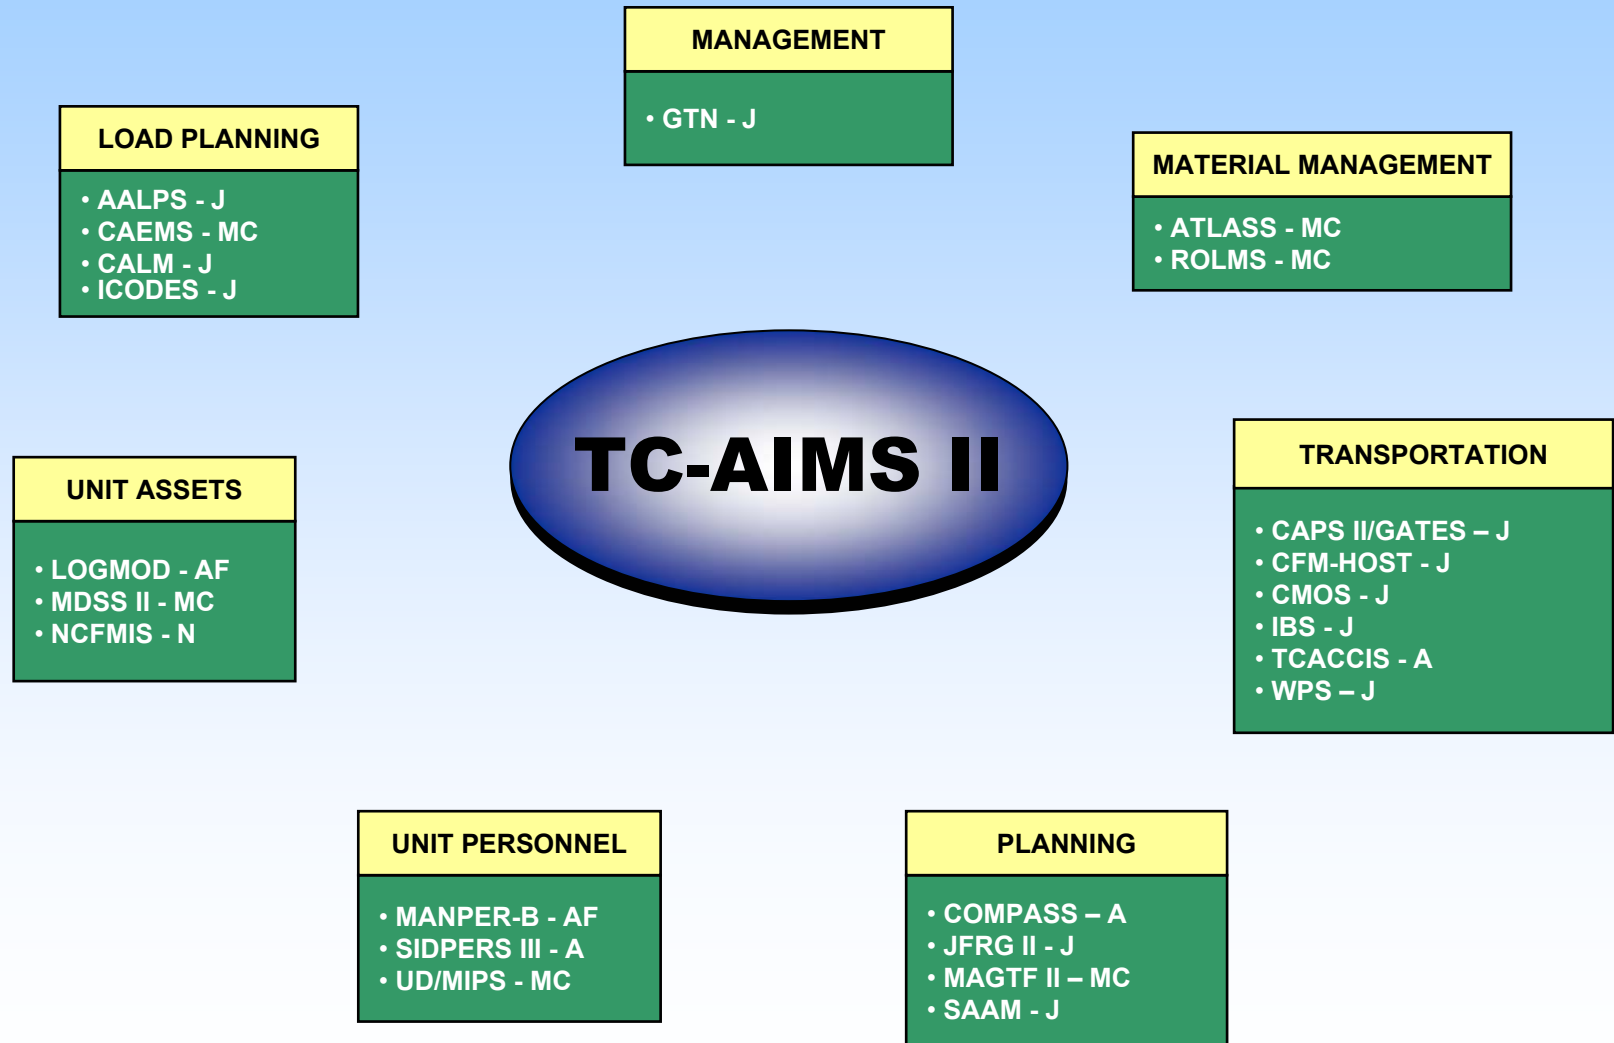 MANAGEMENT
• GTN - J
LOAD PLANNING
• AALPS - J
• CAEMS - MC
• CALM - J
• ICODES - J
MATERIAL MANAGEMENT
• ATLASS - MC
• ROLMS - MC
TC-AIMS II
UNIT ASSETS
• LOGMOD - AF
• MDSS II - MC
• NCFMIS - N
TRANSPORTATION
• CAPS II/GATES – J
• CFM-HOST - J
• CMOS - J
• IBS - J
• TCACCIS - A
• WPS – J
UNIT PERSONNEL
• MANPER-B - AF
• SIDPERS III - A
• UD/MIPS - MC
PLANNING
• COMPASS – A
• JFRG II - J
• MAGTF II – MC
• SAAM - J